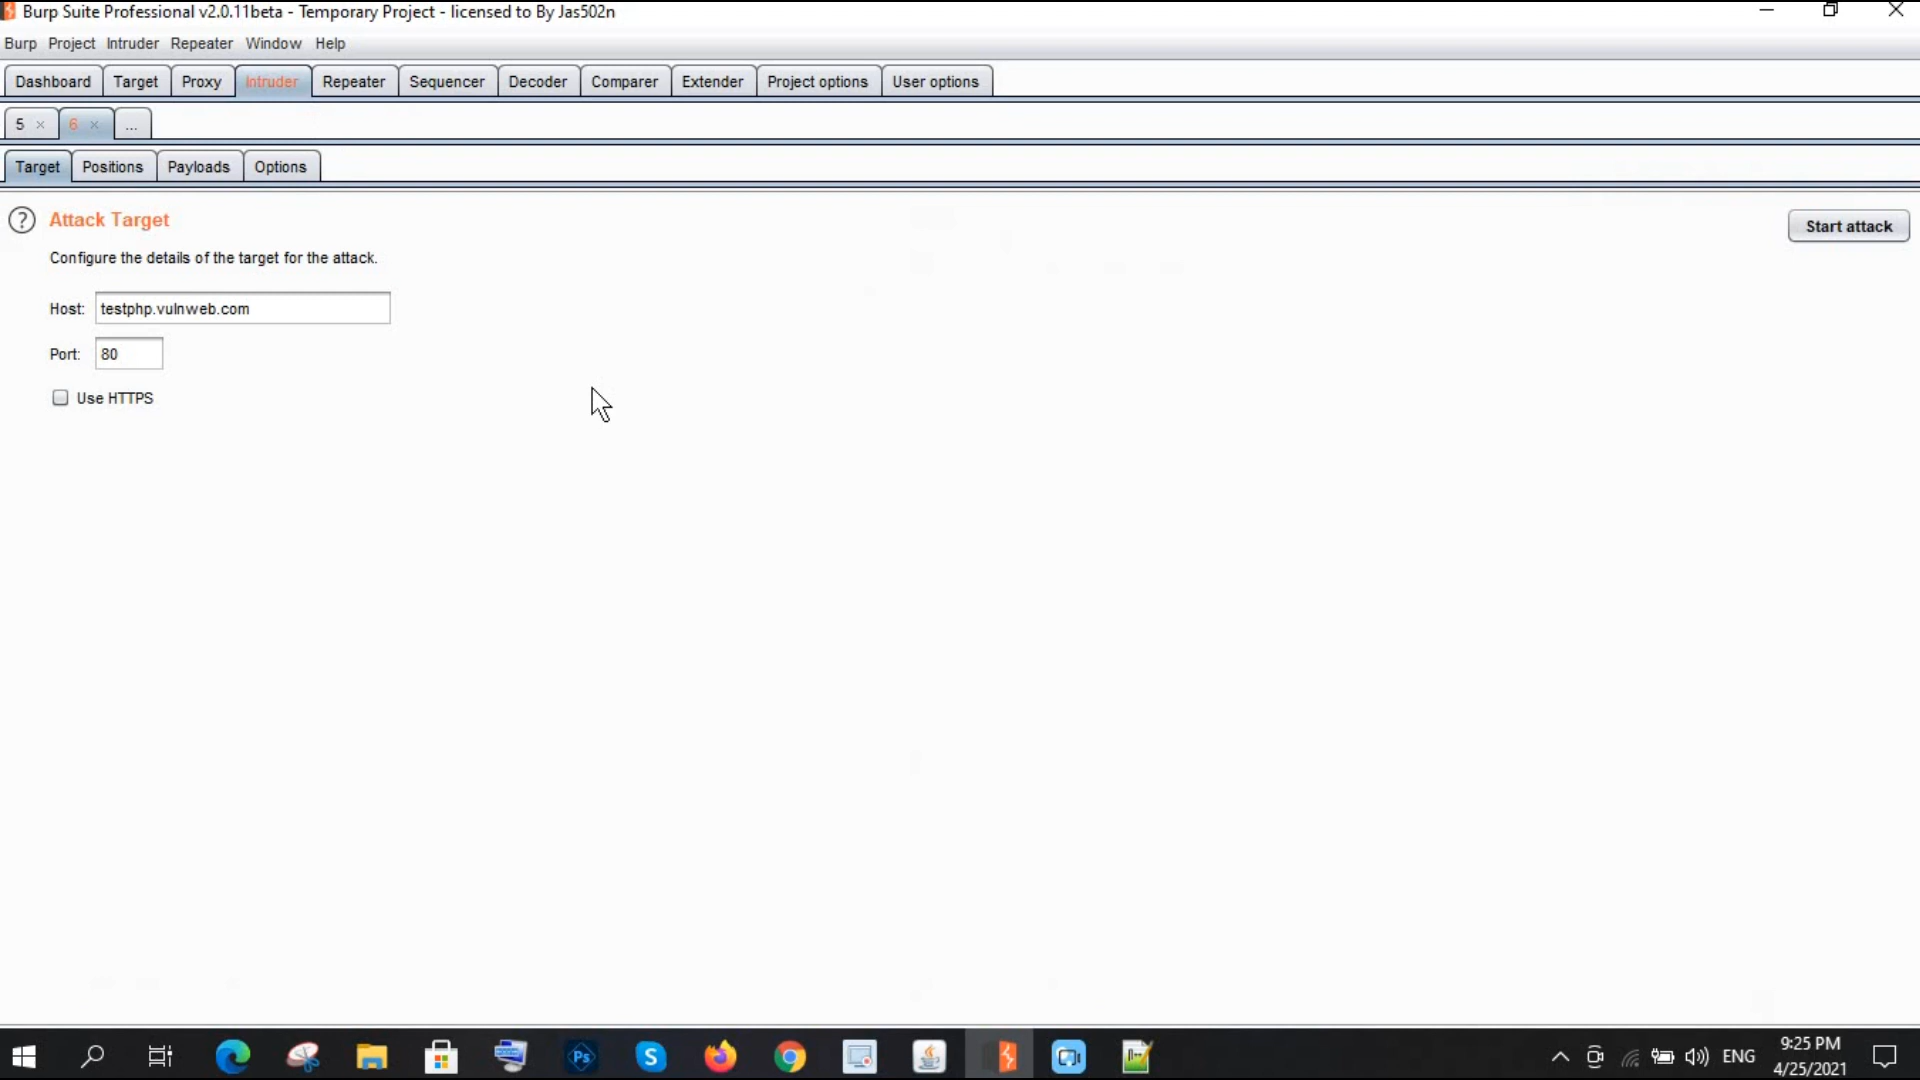 Burp Suite Professional v2.0.11beta - Temporary Project - licensed to By Jas502n
Burp Project Intruder Repeater Window Help
Dashboard Target Proxy Intruder Repeater Sequencer Decoder Comparer Extender Project options User options
5 × 6 × ...
Target Positions Payloads Options
? Attack Target
Start attack
Configure the details of the target for the attack.
Host: testphp.vulnweb.com
Port: 80
Use HTTPS
Ps S ENG
9:25 PM
4/25/2021